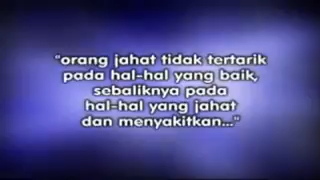 "orang jahat tidak tertarik
pada hal-hal yang baik,
sebaliknya pada
hal-hal yang jahat
dan menyakitkan..."